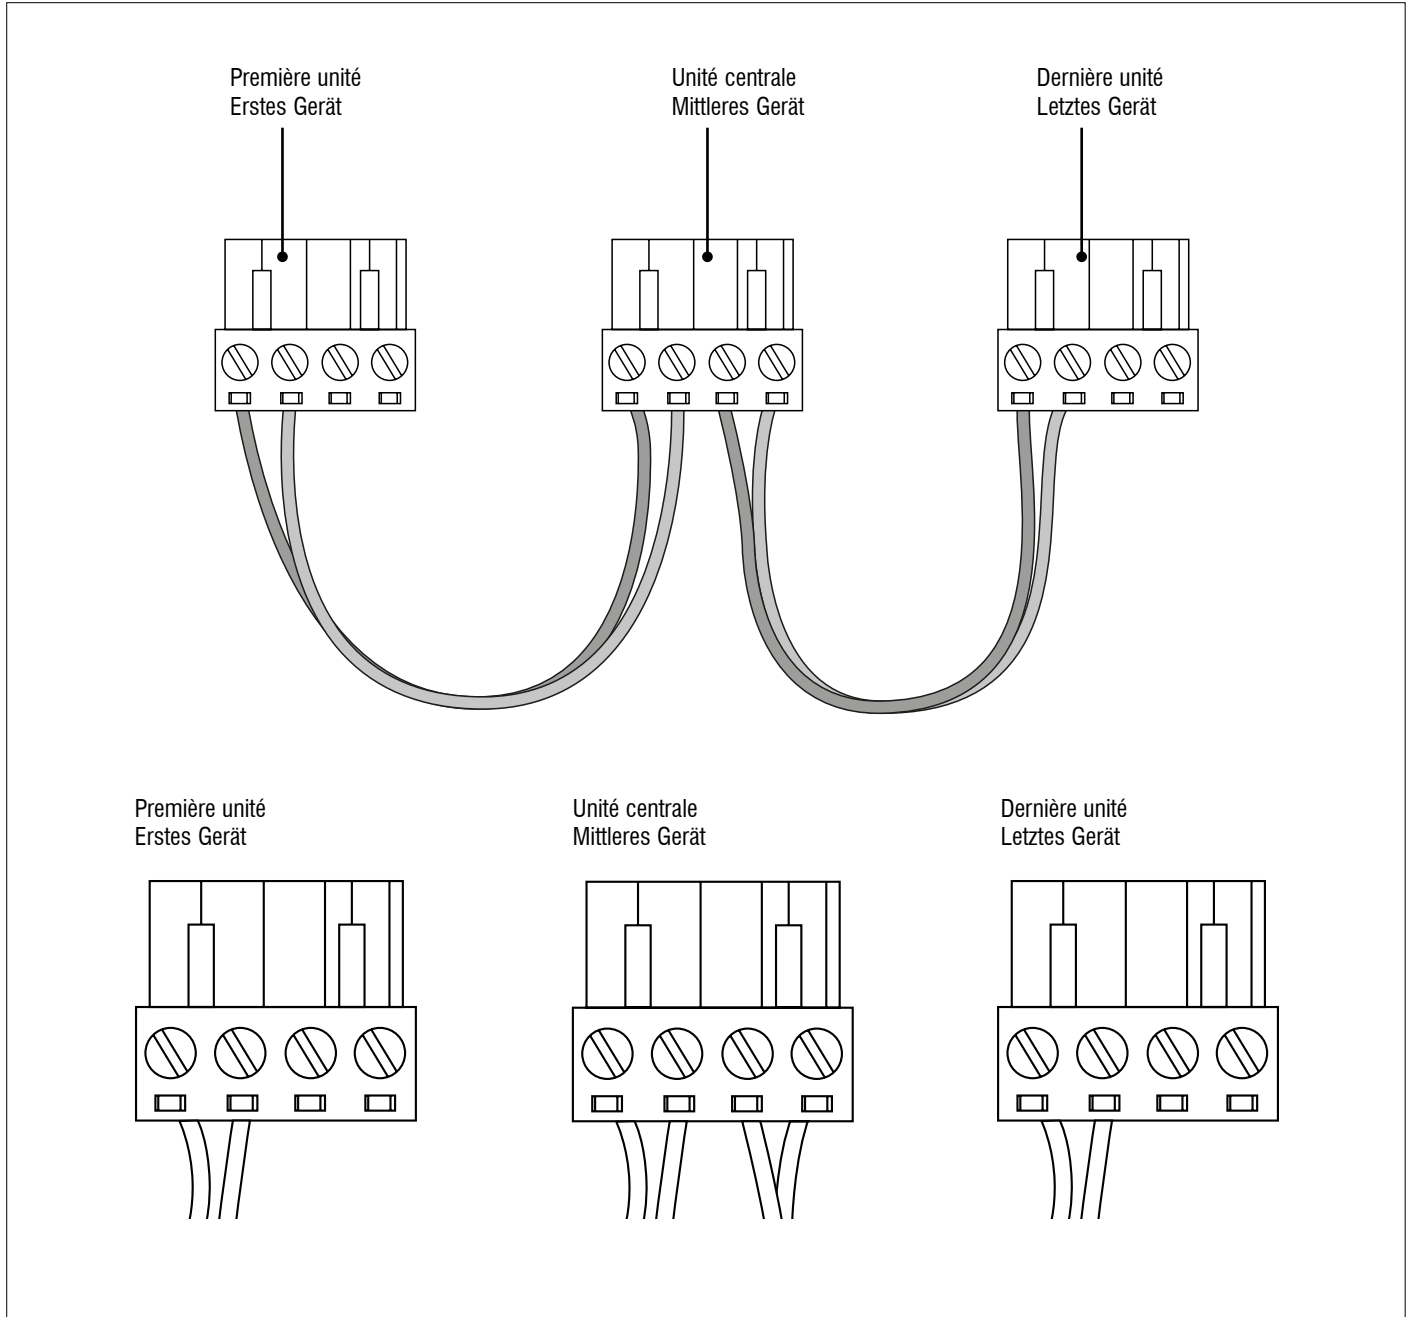 Première unité
Erstes Gerät
Unité centrale
Mittleres Gerät
Dernière unité
Letztes Gerät
Première unité
Erstes Gerät
Unité centrale
Mittleres Gerät
Dernière unité
Letztes Gerät